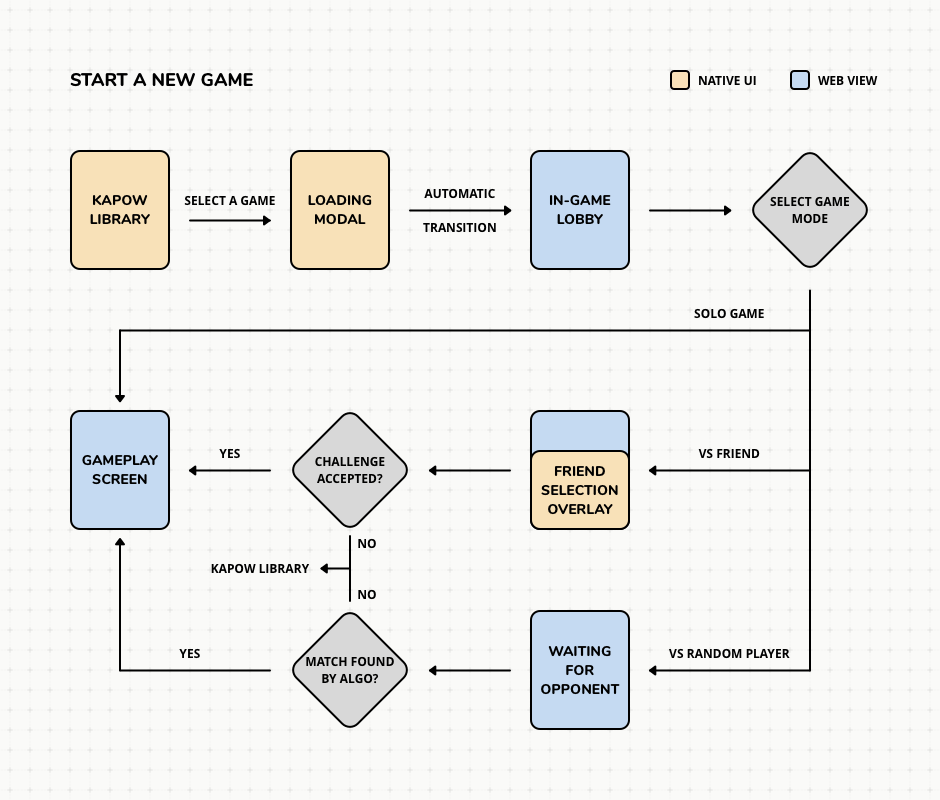 START A NEW GAME
NATIVE UI
WEB VIEW
KAPOW
LIBRARY
SELECT A GAME
LOADING
MODAL
AUTOMATIC
TRANSITION
IN-GAME
LOBBY
SELECT GAME
MODE
SOLO GAME
GAMEPLAY
SCREEN
YES
CHALLENGE
ACCEPTED?
FRIEND
SELECTION
OVERLAY
VS FRIEND
NO
KAPOW LIBRARY
NO
YES
MATCH FOUND
BY ALGO?
WAITING
FOR
OPPONENT
VS RANDOM PLAYER